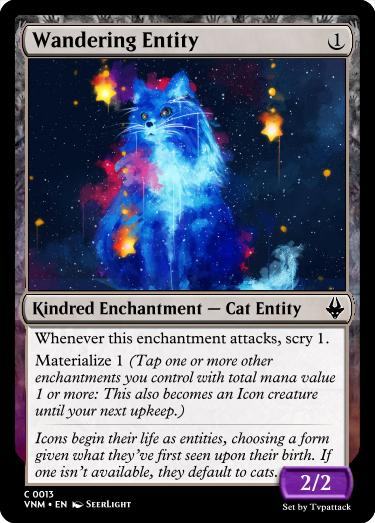 Wandering Entity 1
Kindred Enchantment — Cat Entity
Whenever this enchantment attacks, scry 1.
Materialize 1 (Tap one or more other
enchantments you control with total mana value
1 or more: This also becomes an Icon creature
until your next upkeep.)
Icons begin their life as entities, choosing a form
given what they've first seen upon their birth. If
one isn't available, they default to cats.
2/2
C 0013
VNM • EN SeerLight
Set by Tvpattack